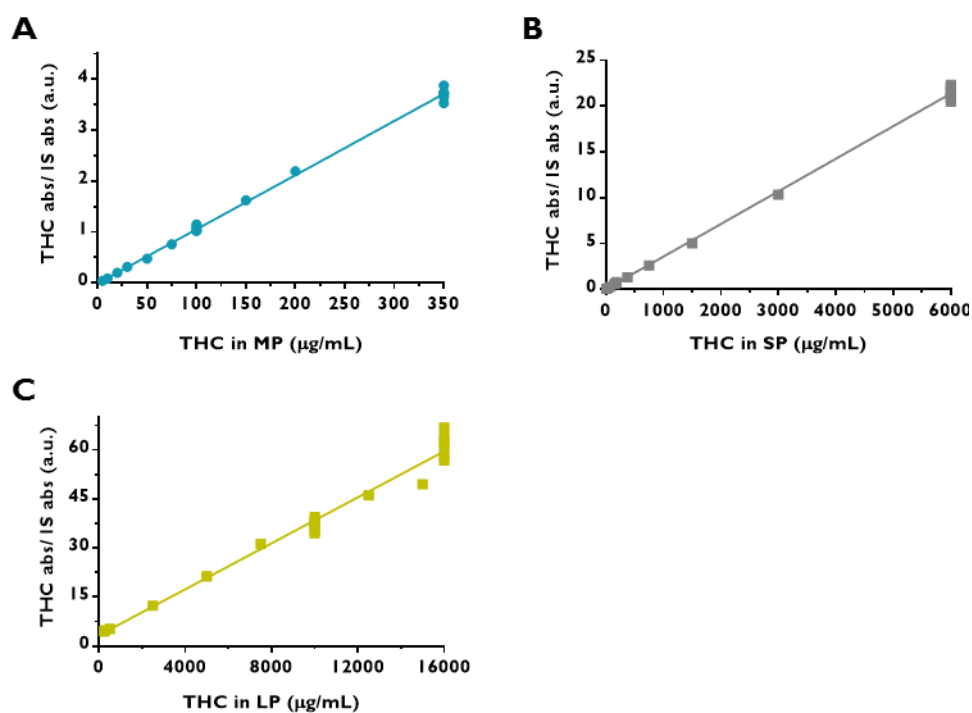 A
THC abs/ IS abs (a.u.)
4
3
2
1
0
0 50 100 150 200 250 300 350
THC in MP (μg/mL)
B
THC abs/ IS abs (a.u.)
25
20
15
10
5
0
0 1000 2000 3000 4000 5000 6000
THC in SP (μg/mL)
C
THC abs/ IS abs (a.u.)
60
45
30
15
0
0 4000 8000 12000 16000
THC in LP (μg/mL)